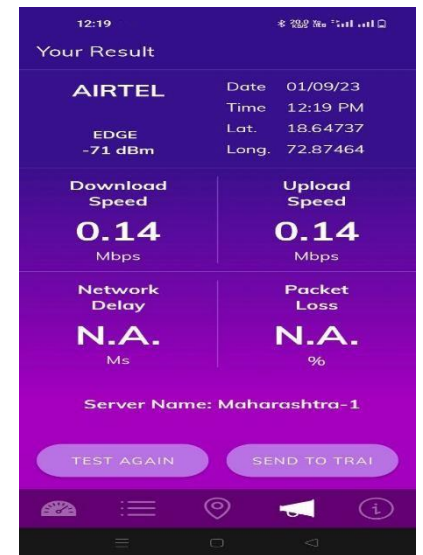 12:19
Your Result
AIRTEL
EDGE
-71 dBm
Date 01/09/23
Time 12:19 PM
Lat. 18.64737
Long. 72.87464
Download
Speed
0.14
Mbps
Upload
Speed
0.14
Mbps
Network
Delay
N.A.
Ms
Packet
Loss
N.A.
%
Server Name: Maharashtra-1
TEST AGAIN
SEND TO TRAI